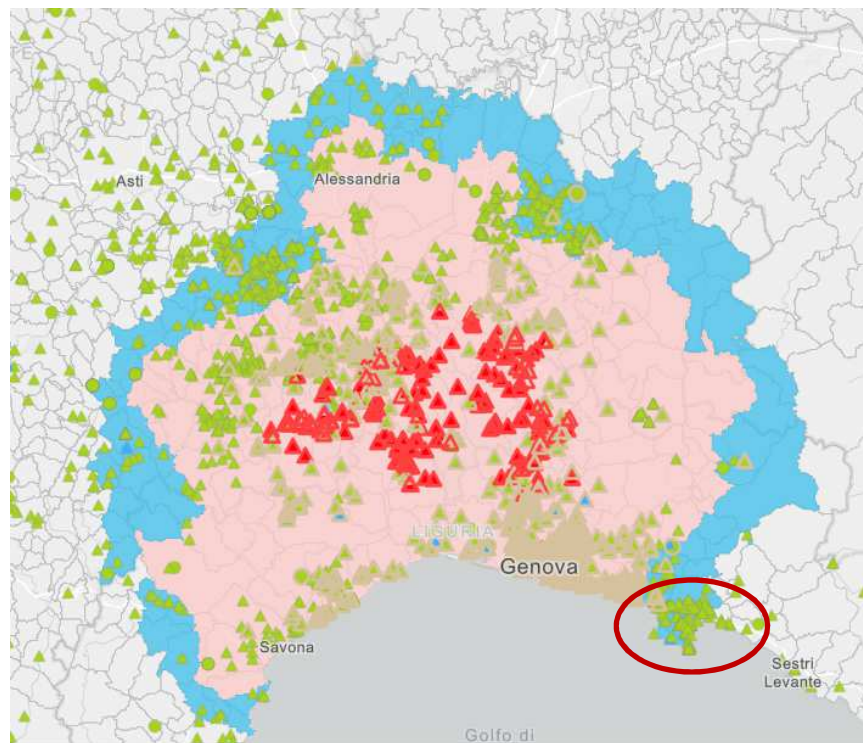 Asti
Alessandria
LIGURIA
Genova
Savona
Sestri
Levante
Golfo di